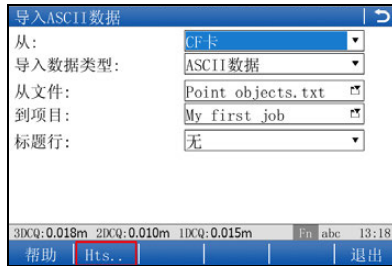 导入ASCII数据
从: CF卡
导入数据类型: ASCII数据
从文件: Point objects.txt
到项目: My first job
标题行: 无
3DCQ:0.018m 2DCQ:0.010m 1DCQ:0.015m Fn abc 13:18
帮助 Hts.. 退出